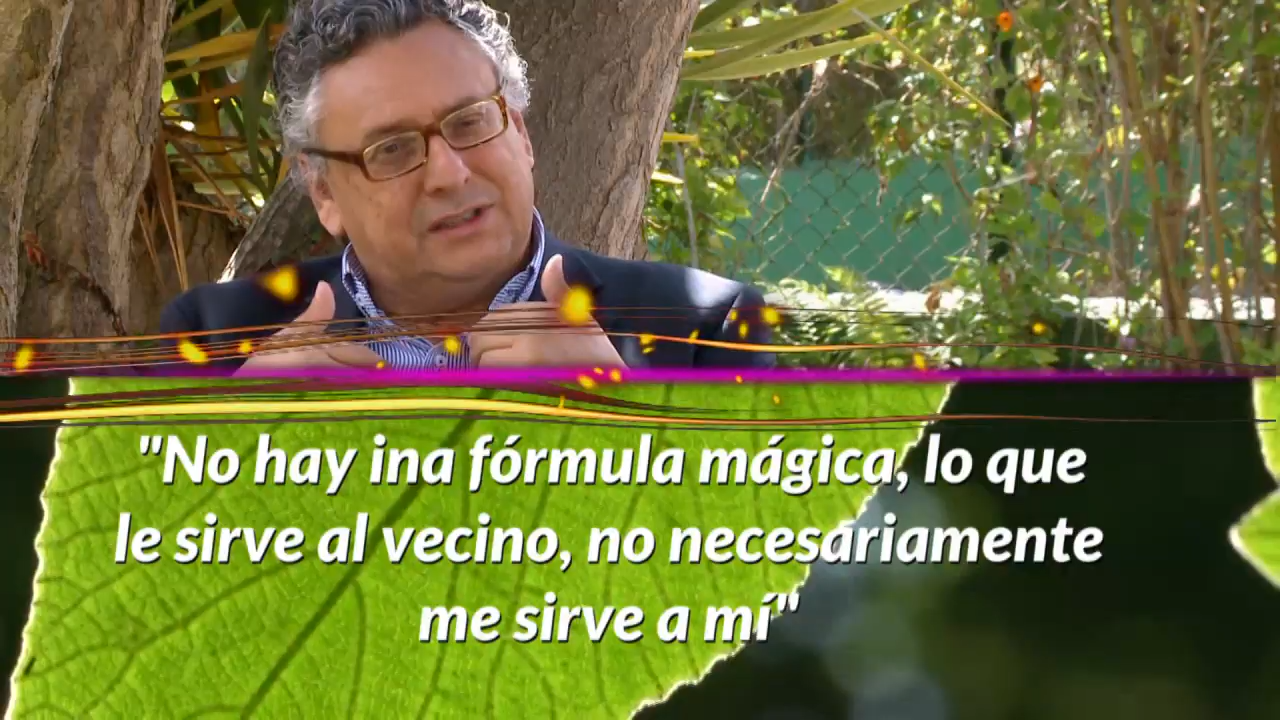 "No hay ina fórmula mágica, lo que
le sirve al vecino, no necesariamente
me sirve a mí"